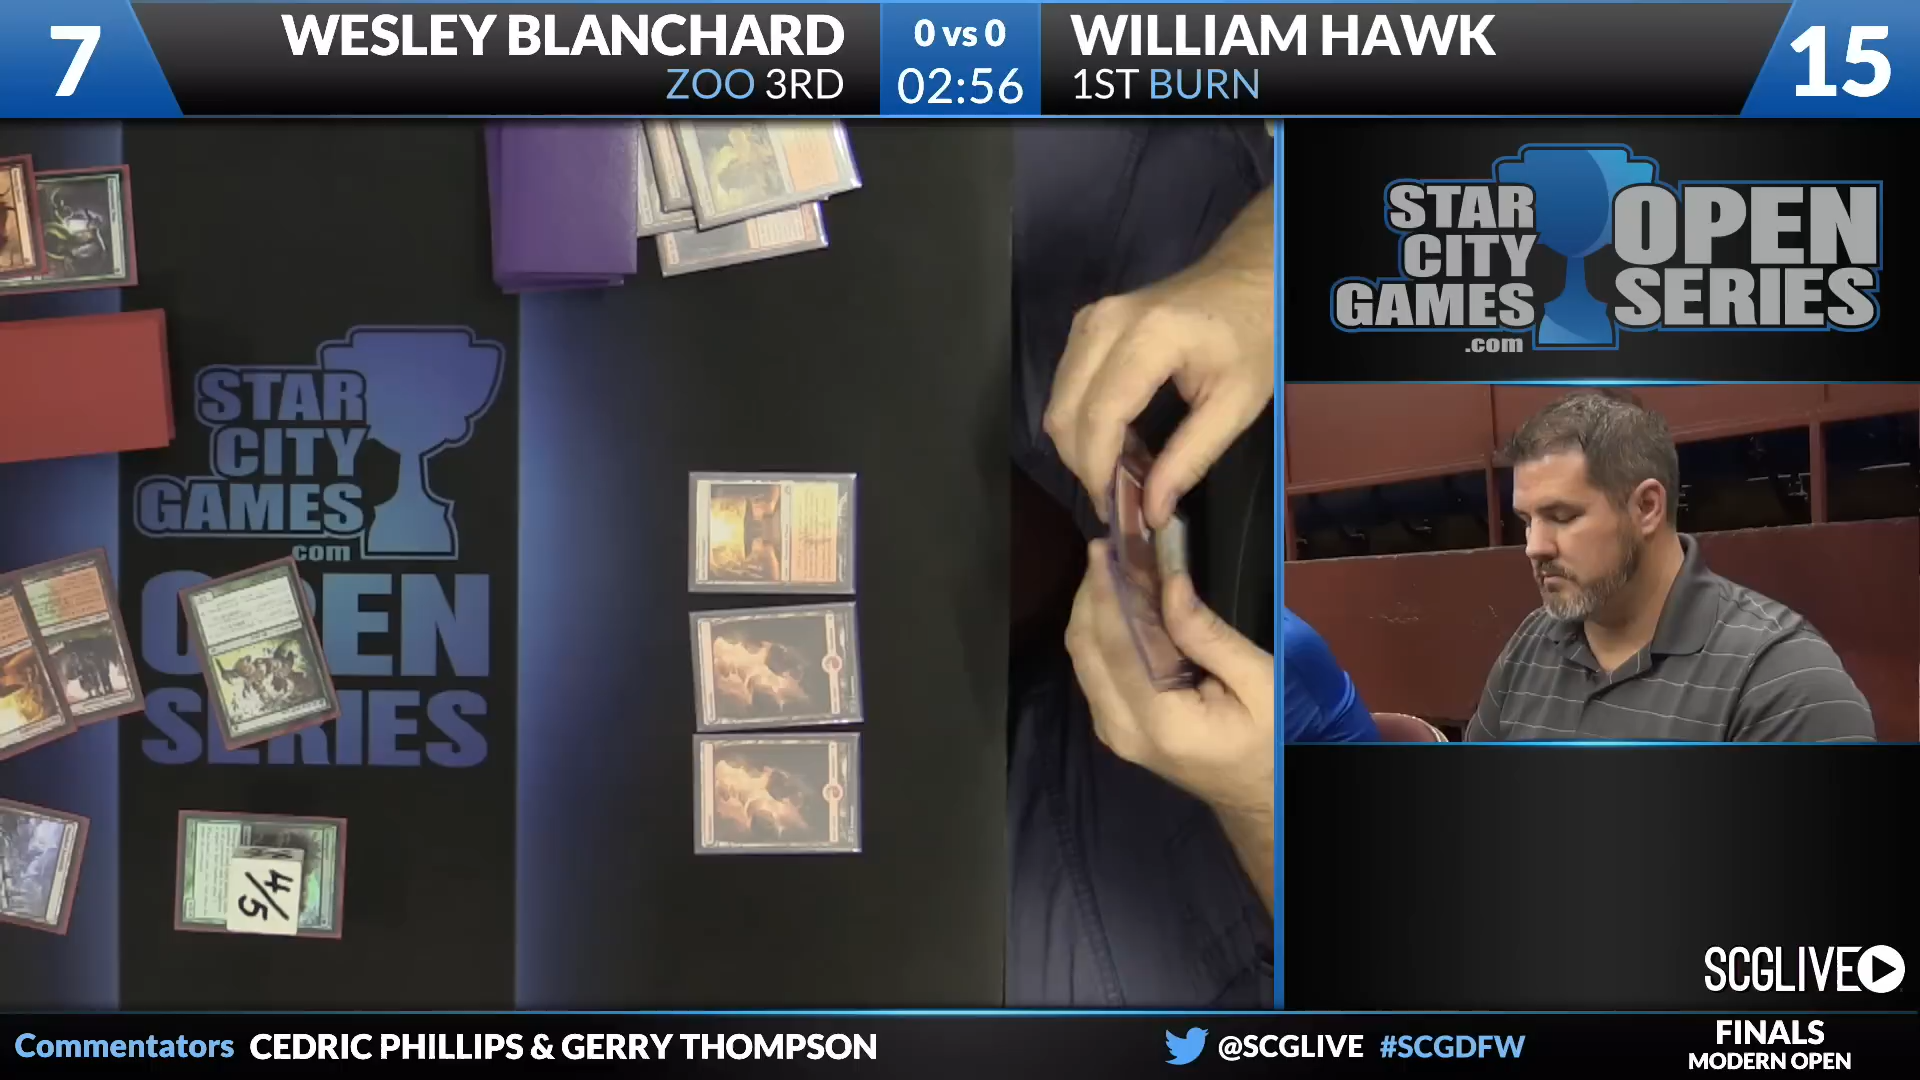 7
WESLEY BLANCHARD
ZOO 3RD
0 vs 0
02:56
WILLIAM HAWK
1ST BURN
15
STAR
CITY
GAMES
.com
OPEN
SERIES
STAR
CITY
GAMES
.com
OPEN
SERIES
4/5
SCGLIVE
Commentators CEDRIC PHILLIPS & GERRY THOMPSON
@SCGLIVE #SCGDFW
FINALS
MODERN OPEN